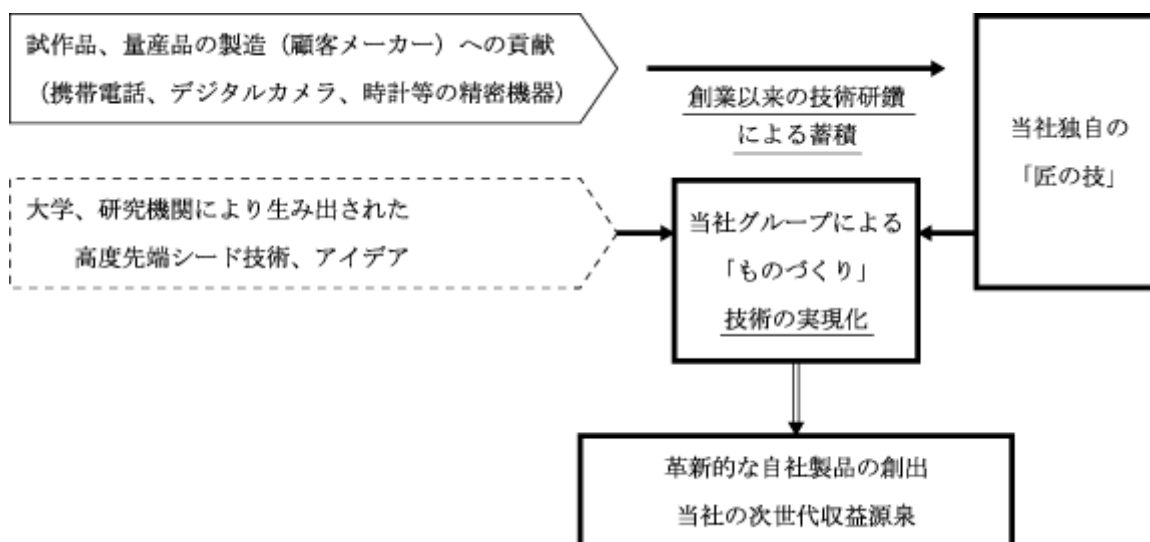 試作品、量産品の製造（顧客メーカー）への貢献
（携帯電話、デジタルカメラ、時計等の精密機器）
創業以来の技術研鑽
による蓄積
当社独自の
「匠の技」
大学、研究機関により生み出された
高度先端シード技術、アイデア
当社グループによる
「ものづくり」
技術の実現化
革新的な自社製品の創出
当社の次世代収益源泉